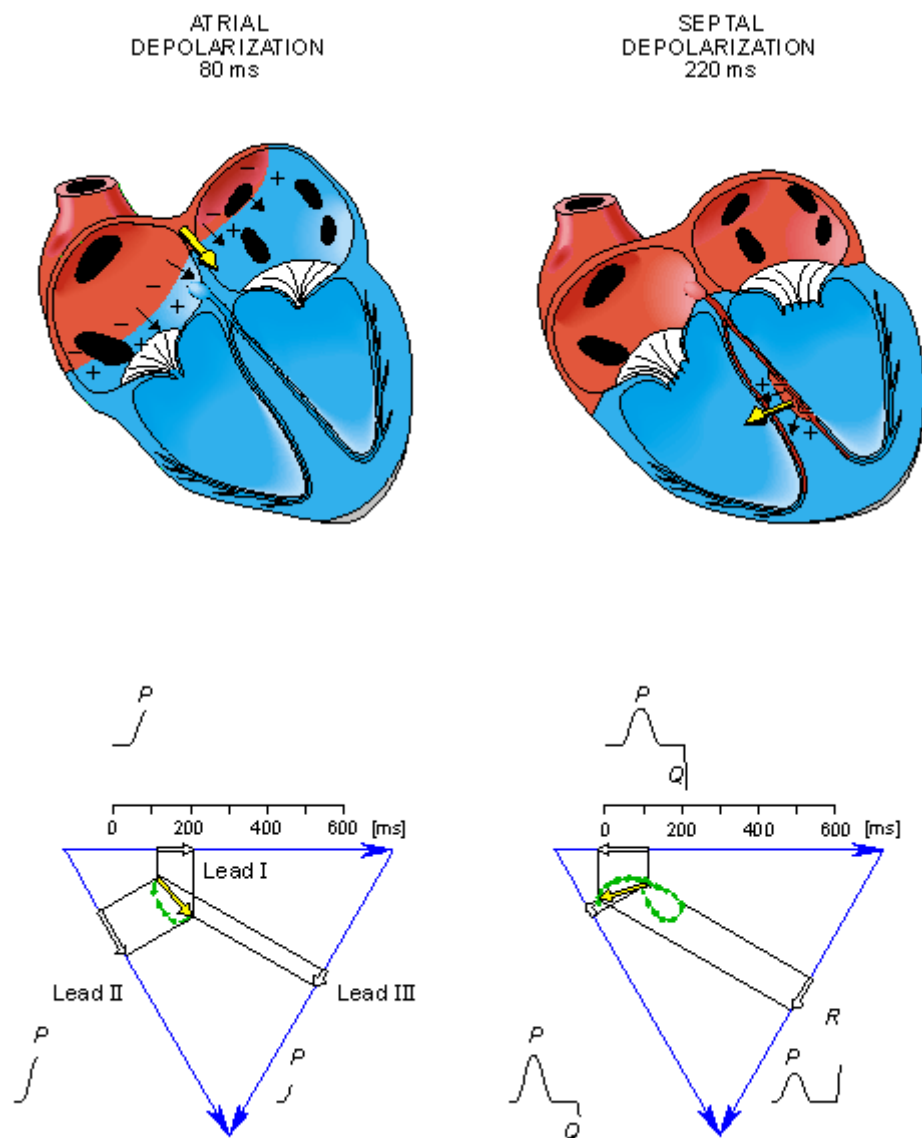 ATRIAL
DEPOLARIZATION
80 ms
SEPTAL
DEPOLARIZATION
220 ms
P
P
Q
0 200 400 600 [ms]
0 200 400 600 [ms]
Lead I
Lead II
Lead III
R
P
P
P
P
Q